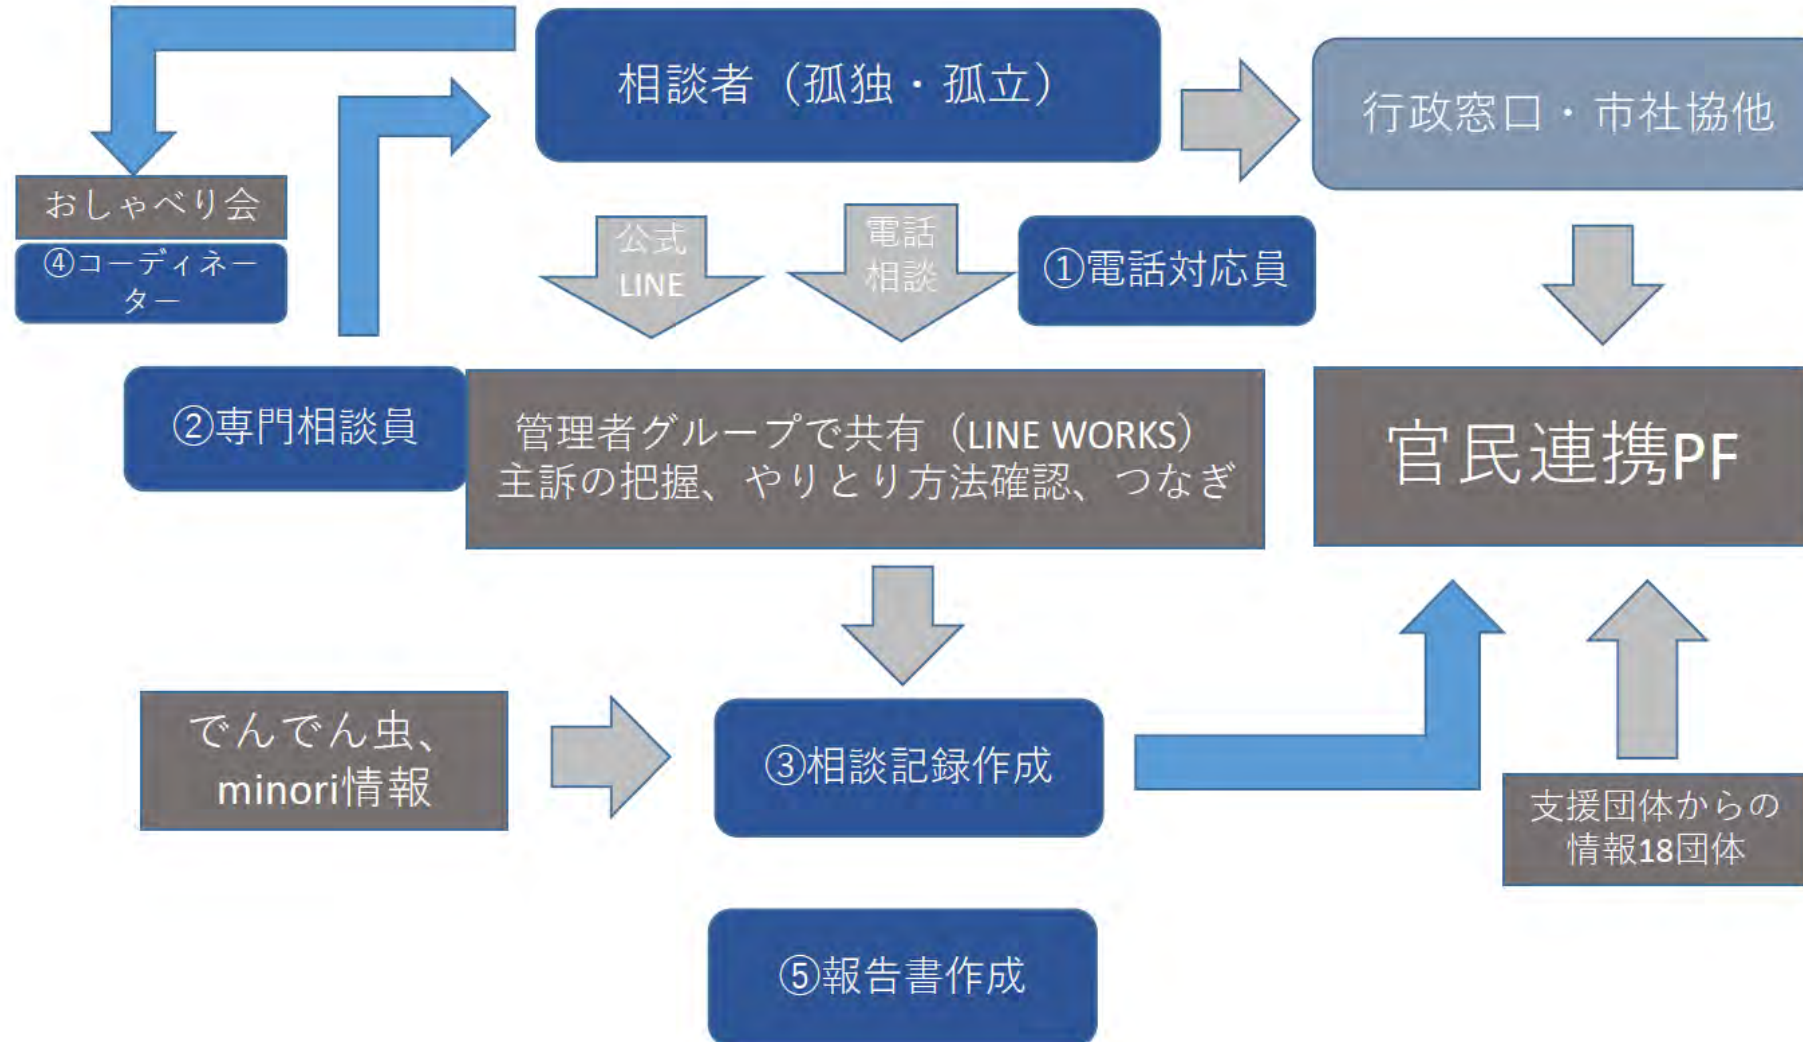 相談者（孤独・孤立）
行政窓口・市社協他
おしゃべり会
④コーディネー
ター
公式
LINE
電話
相談
①電話対応員
②専門相談員
管理者グループで共有（LINE WORKS）
主訴の把握、やりとり方法確認、つなぎ
官民連携PF
でんでん虫、
minori情報
③相談記録作成
支援団体からの
情報18団体
⑤報告書作成